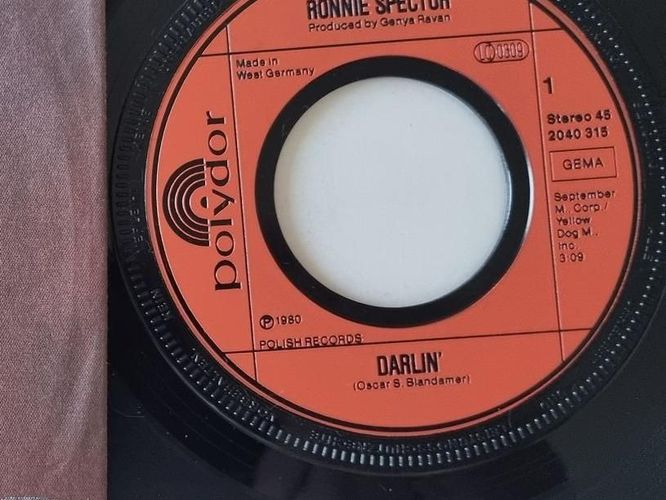 RONNIE SPECTOR
Produced by Genya Ravan
Made in
West Germany
LC 0309
1
Stereo 45
2040 315
GEMA
September
M. Corp./
Yellow
Dog M.,
Inc.
3:09
polydor
℗ 1980
POLISH RECORDS
DARLIN'
(Oscar S. Blandamer)